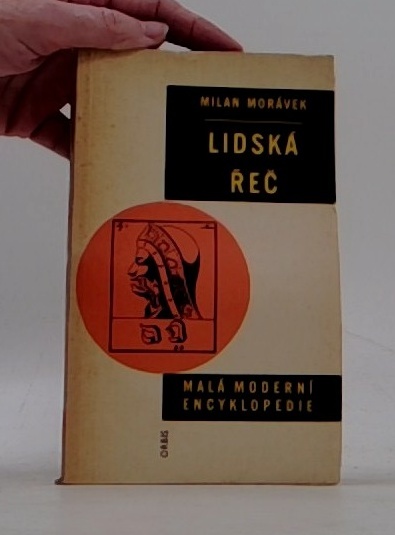 MILAN MORÁVEK
LIDSKÁ
ŘEČ
MALÁ MODERNÍ
ENCYKLOPEDIE
ORBIS